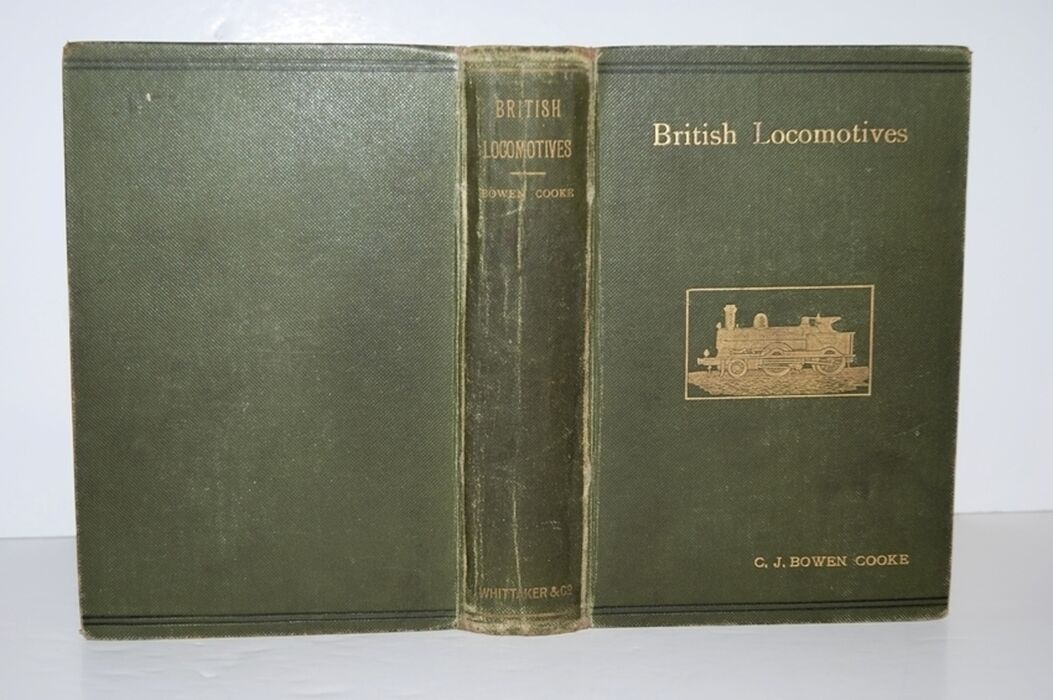 BRITISH
LOCOMOTIVES
BOWEN COOKE
WHITTAKER & Co
British Locomotives
C. J. BOWEN COOKE